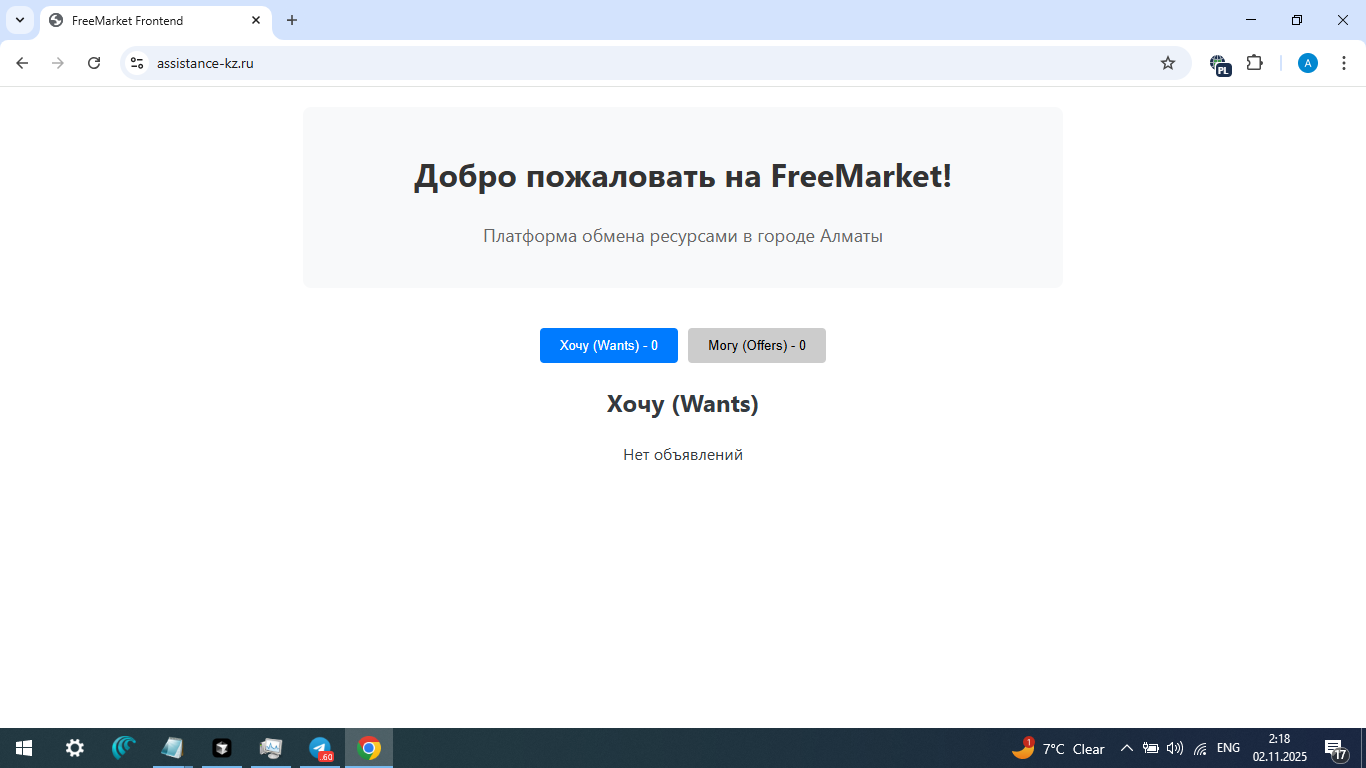 FreeMarket Frontend
assistance-kz.ru
PL
A
Добро пожаловать на FreeMarket!
Платформа обмена ресурсами в городе Алматы
Хочу (Wants) - 0
Могу (Offers) - 0
Хочу (Wants)
Нет объявлений
.60
1
7°C Clear
ENG
2:18
02.11.2025
17